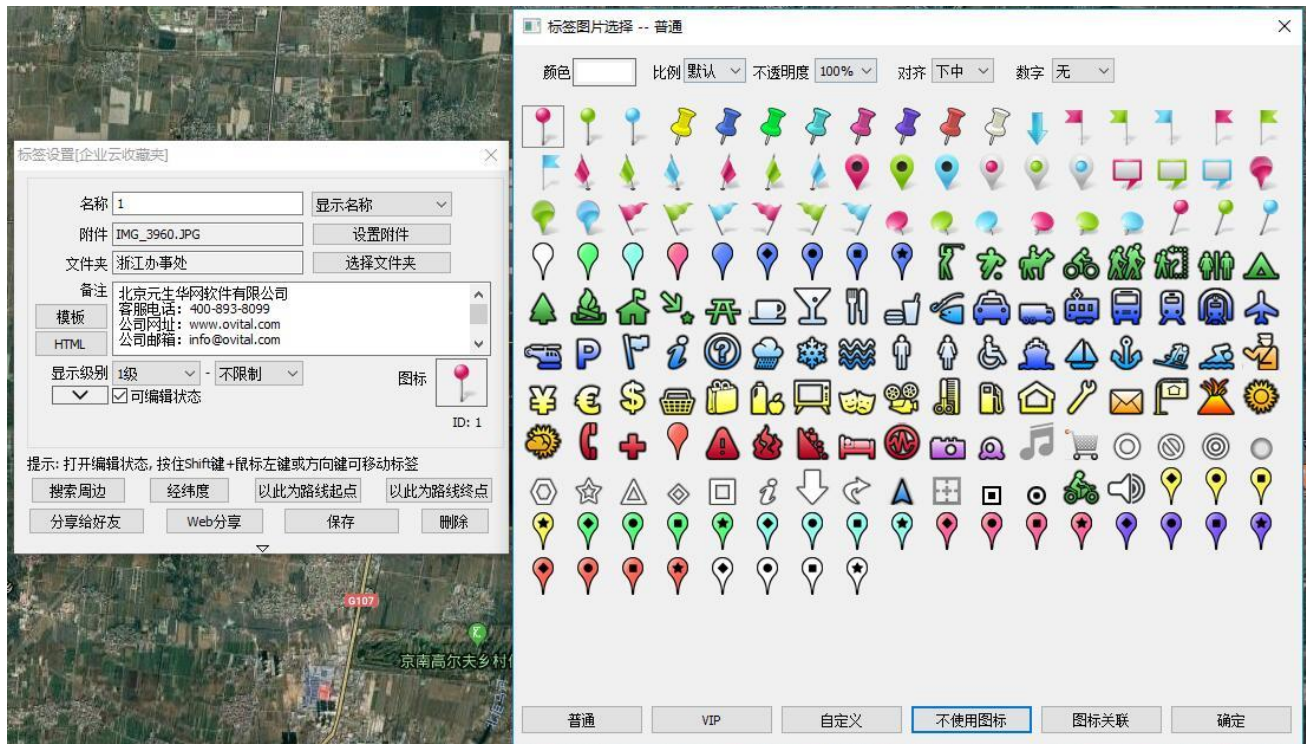 标签图片选择 -- 普通
颜色 比例 默认 不透明度 100% 对齐 下中 数字 无
标签设置[企业云收藏夹]
名称 1 显示名称
附件 IMG_3960.JPG 设置附件
文件夹 浙江办事处 选择文件夹
备注 北京元生华网软件有限公司
客服电话：400-893-8099
公司网址：www.ovital.com
公司邮箱：info@ovital.com
模板
HTML
显示级别 1级 - 不限制 图标
可编辑状态
ID: 1
提示: 打开编辑状态, 按住Shift键+鼠标左键或方向键可移动标签
搜索周边 经纬度 以此为路线起点 以此为路线终点
分享给好友 Web分享 保存 删除
G107
京南高尔夫乡村
普通 VIP 自定义 不使用图标 图标关联 确定